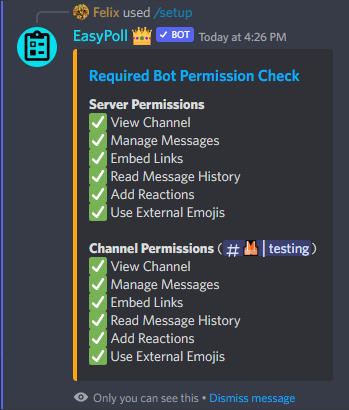 Felix used /setup
EasyPoll 👑 ✓ BOT Today at 4:26 PM
Required Bot Permission Check
Server Permissions
✅ View Channel
✅ Manage Messages
✅ Embed Links
✅ Read Message History
✅ Add Reactions
✅ Use External Emojis
Channel Permissions (# | testing)
✅ View Channel
✅ Manage Messages
✅ Embed Links
✅ Read Message History
✅ Add Reactions
✅ Use External Emojis
Only you can see this • Dismiss message